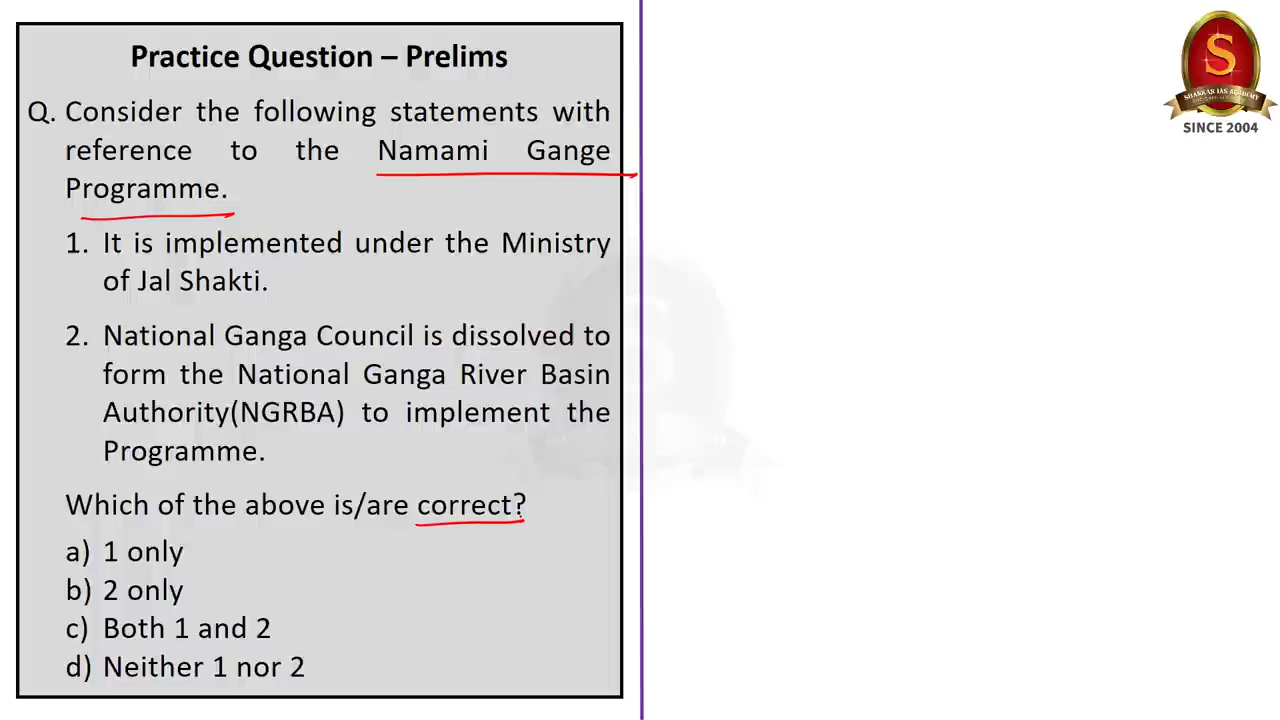 Practice Question – Prelims
Q. Consider the following statements with
reference to the Namami Gange
Programme.
1. It is implemented under the Ministry
of Jal Shakti.
2. National Ganga Council is dissolved to
form the National Ganga River Basin
Authority(NGRBA) to implement the
Programme.
Which of the above is/are correct?
a) 1 only
b) 2 only
c) Both 1 and 2
d) Neither 1 nor 2
S
SHANKAR IAS ACADEMY
SINCE 2004